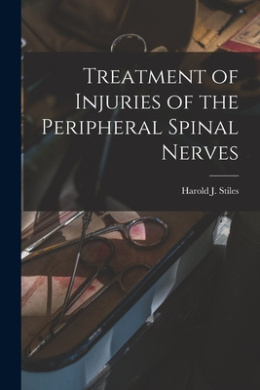 Treatment of
Injuries of the
Peripheral Spinal
Nerves
Harold J. Stiles